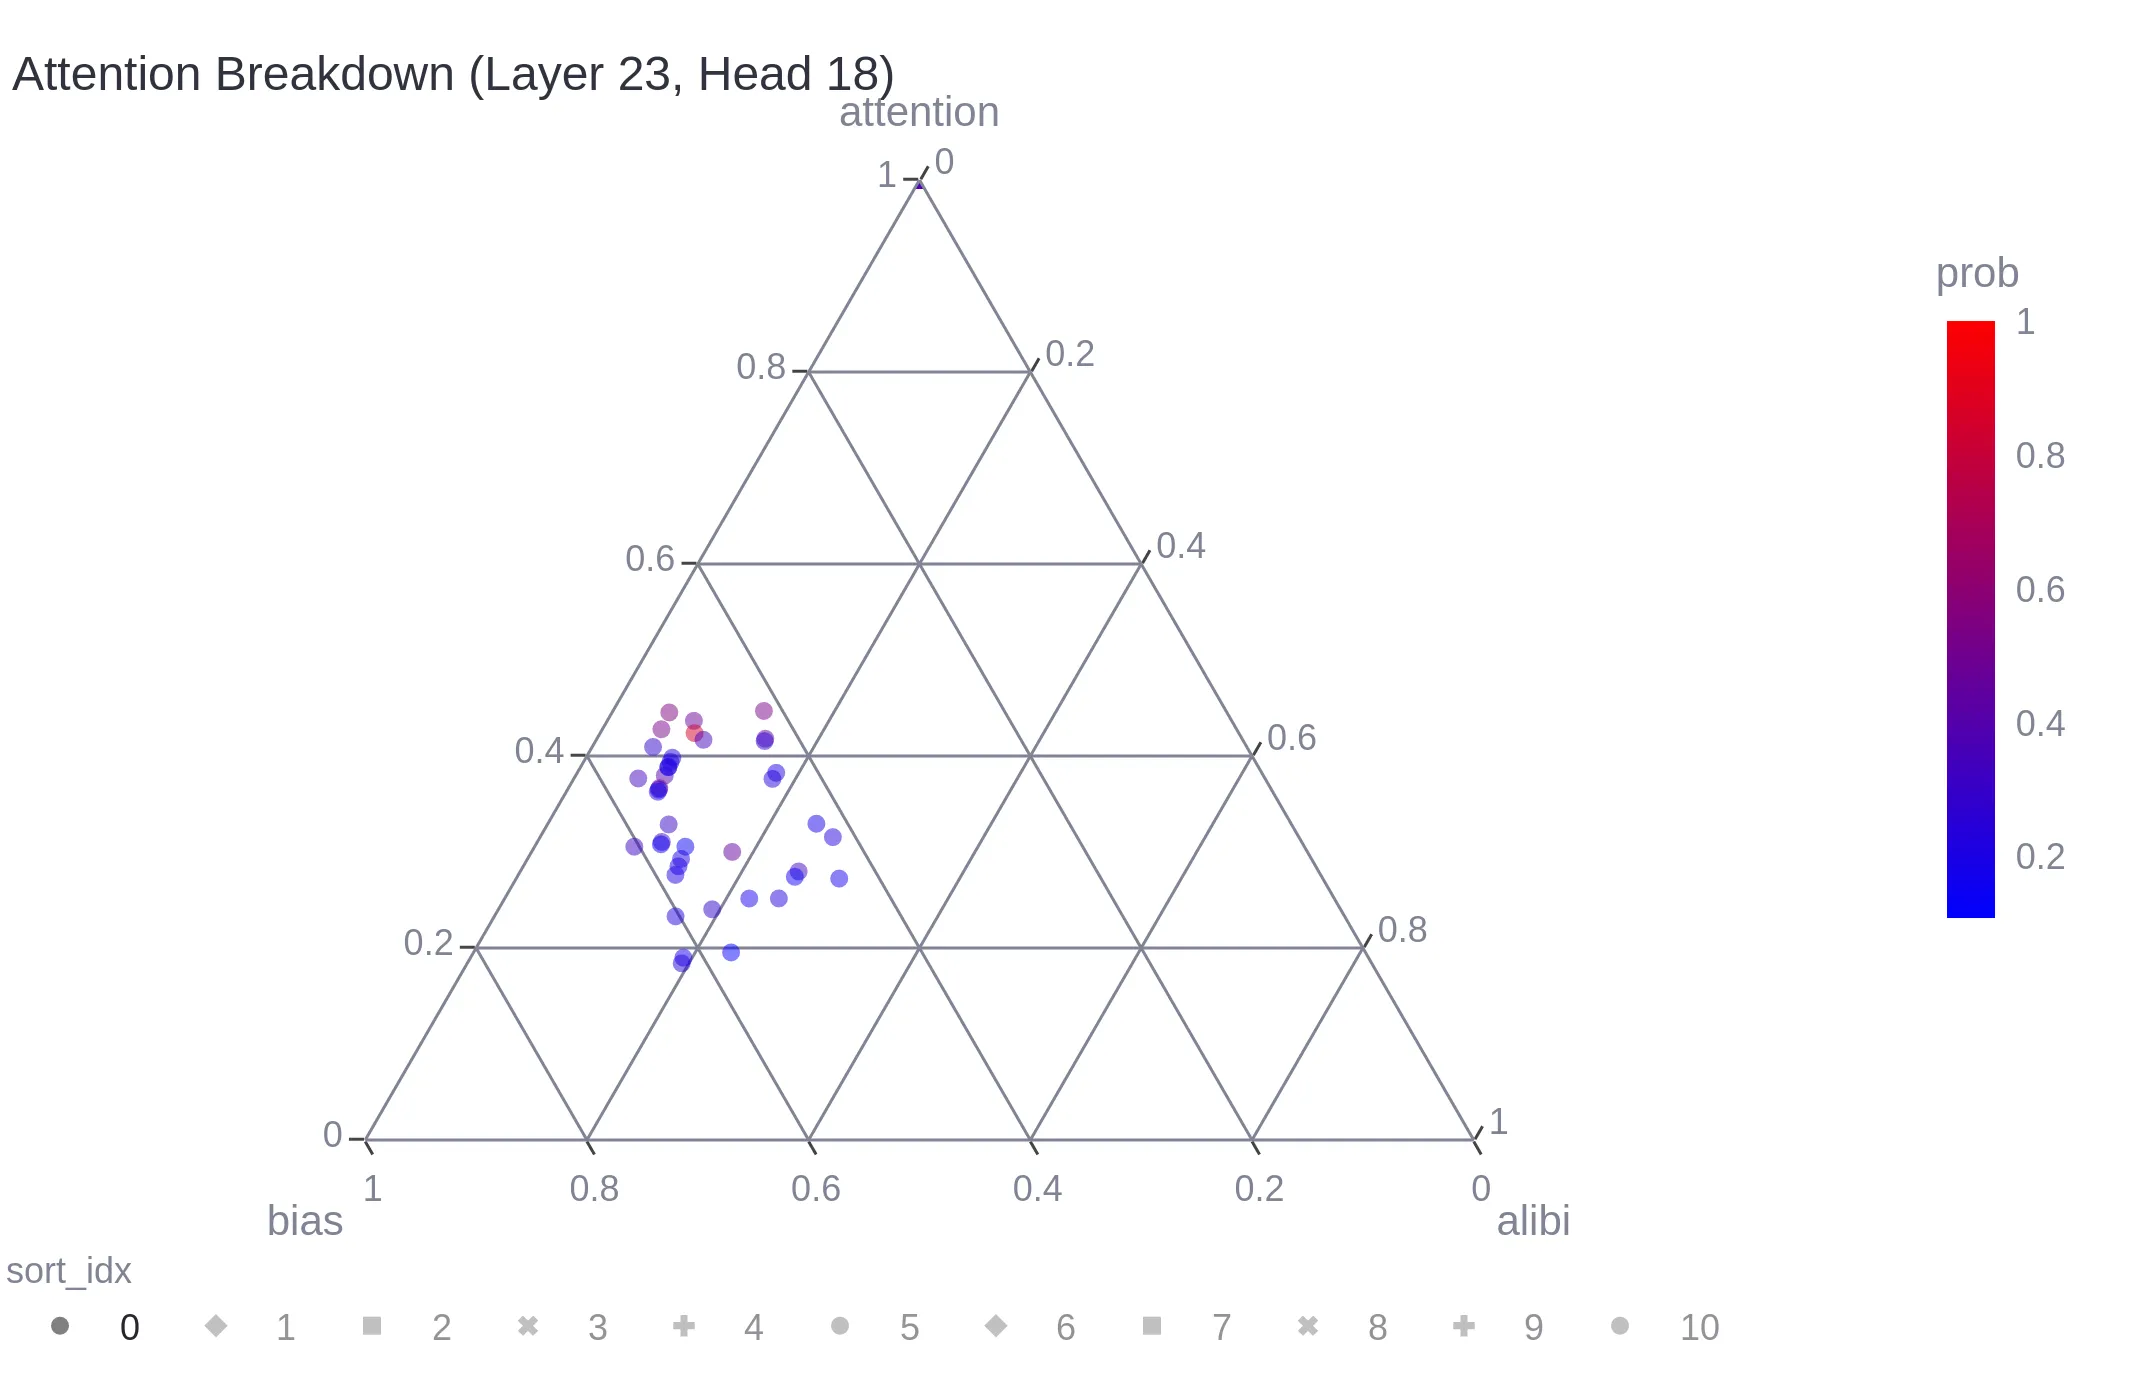 Attention Breakdown (Layer 23, Head 18)
attention
1 0
prob
1
0.8 0.2
0.8
0.6 0.4
0.6
0.4 0.6
0.4
0.2 0.8
0.2
0 1
1 0.8 0.6 0.4 0.2 0
bias alibi
sort_idx
0 1 2 3 4 5 6 7 8 9 10